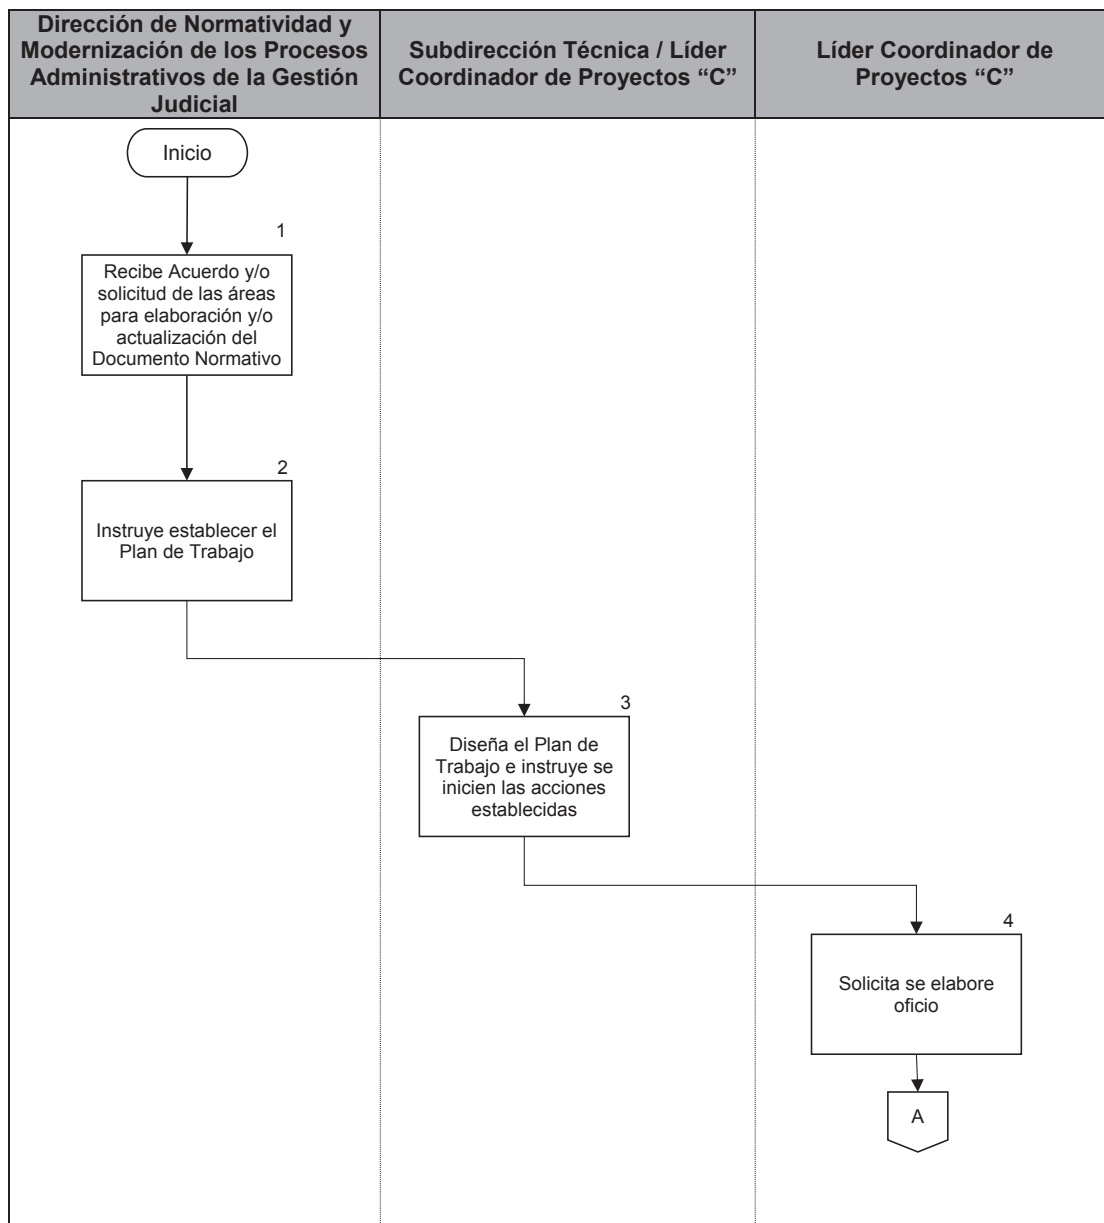 Dirección de Normatividad y
Modernización de los Procesos
Administrativos de la Gestión
Judicial
Subdirección Técnica / Líder
Coordinador de Proyectos “C”
Líder Coordinador de
Proyectos “C”
Inicio
1
Recibe Acuerdo y/o
solicitud de las áreas
para elaboración y/o
actualización del
Documento Normativo
2
Instruye establecer el
Plan de Trabajo
3
Diseña el Plan de
Trabajo e instruye se
inicien las acciones
establecidas
4
Solicita se elabore
oficio
A